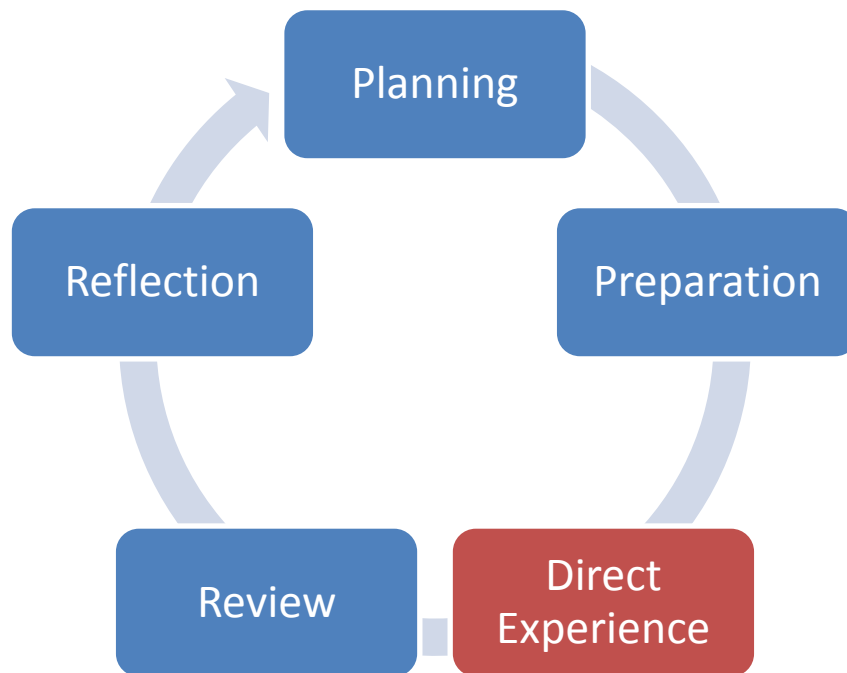 Planning
Preparation
Direct
Experience
Review
Reflection